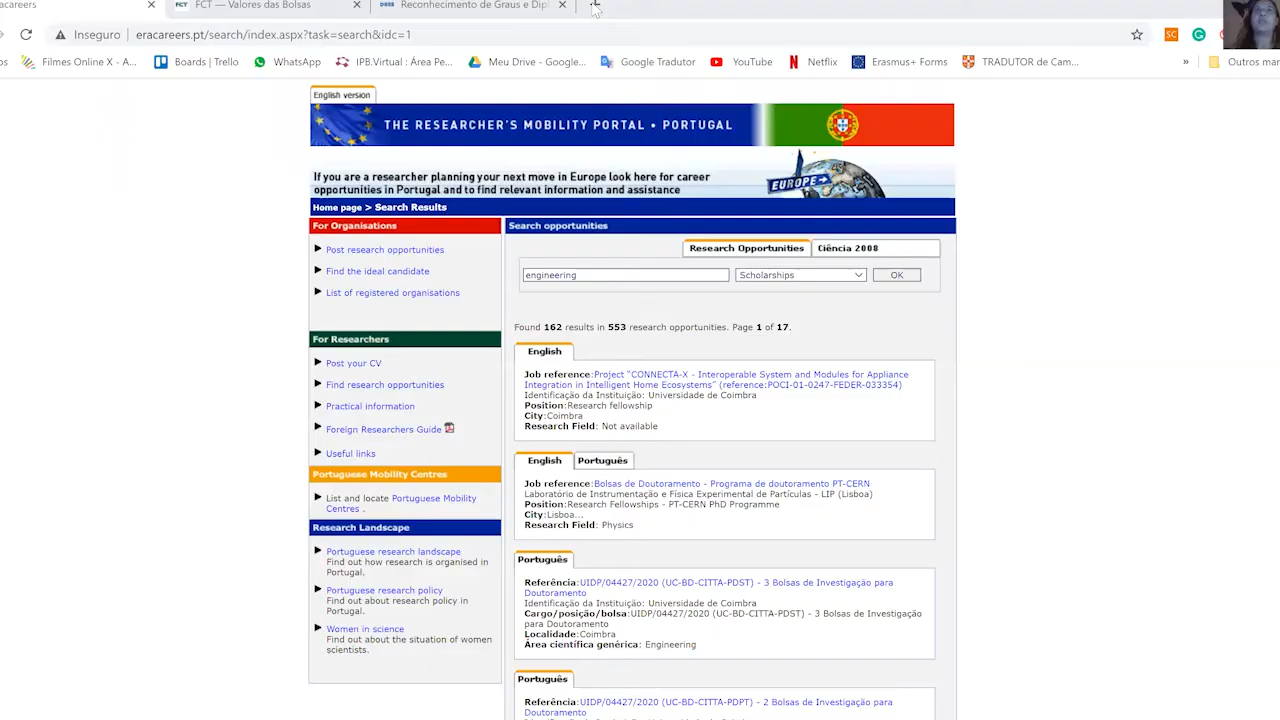 eracareers
FCT — Valores das Bolsas
Reconhecimento de Graus e Dipl
Inseguro eracareers.pt/search/index.aspx?task=search&idc=1
Filmes Online X - A... Boards | Trello WhatsApp IPB.Virtual : Área Pe... Meu Drive - Google... Google Tradutor YouTube Netflix Erasmus+ Forms TRADUTOR de Cam... » Outros mar
English version
THE RESEARCHER'S MOBILITY PORTAL • PORTUGAL
If you are a researcher planning your next move in Europe look here for career
opportunities in Portugal and to find relevant information and assistance
EUROPE
Home page > Search Results
For Organisations
Post research opportunities
Find the ideal candidate
List of registered organisations
For Researchers
Post your CV
Find research opportunities
Practical information
Foreign Researchers Guide
Useful links
Portuguese Mobility Centres
List and locate Portuguese Mobility
Centres .
Research Landscape
Portuguese research landscape
Find out how research is organised in
Portugal.
Portuguese research policy
Find out about research policy in
Portugal.
Women in science
Find out about the situation of women
scientists.
Search opportunities
Research Opportunities Ciência 2008
engineering Scholarships OK
Found 162 results in 553 research opportunities. Page 1 of 17.
English
Job reference:Project "CONNECTA-X - Interoperable System and Modules for Appliance
Integration in Intelligent Home Ecosystems" (reference:POCI-01-0247-FEDER-033354)
Identificação da Instituição: Universidade de Coimbra
Position:Research fellowship
City:Coimbra
Research Field: Not available
English Português
Job reference:Bolsas de Doutoramento - Programa de doutoramento PT-CERN
Laboratório de Instrumentação e Física Experimental de Partículas - LIP (Lisboa)
Position:Research Fellowships - PT-CERN PhD Programme
City:Lisboa...
Research Field: Physics
Português
Referência:UIDP/04427/2020 (UC-BD-CITTA-PDST) - 3 Bolsas de Investigação para
Doutoramento
Identificação da Instituição: Universidade de Coimbra
Cargo/posição/bolsa:UIDP/04427/2020 (UC-BD-CITTA-PDST) - 3 Bolsas de Investigação
para Doutoramento
Localidade:Coimbra
Área científica genérica: Engineering
Português
Referência:UIDP/04427/2020 (UC-BD-CITTA-PDPT) - 2 Bolsas de Investigação para
Doutoramento